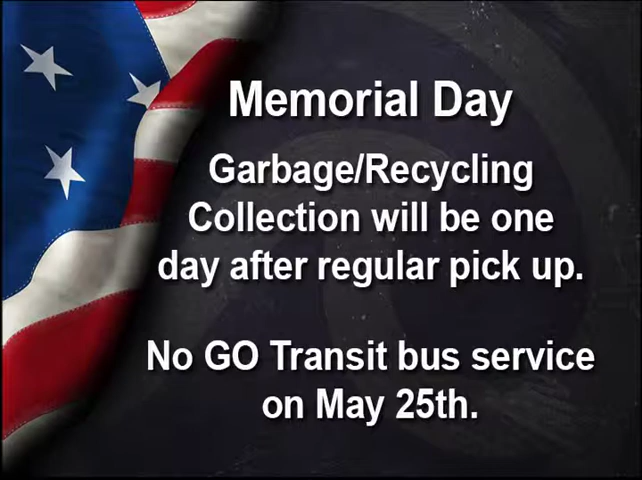 Memorial Day
Garbage/Recycling
Collection will be one
day after regular pick up.
No GO Transit bus service
on May 25th.